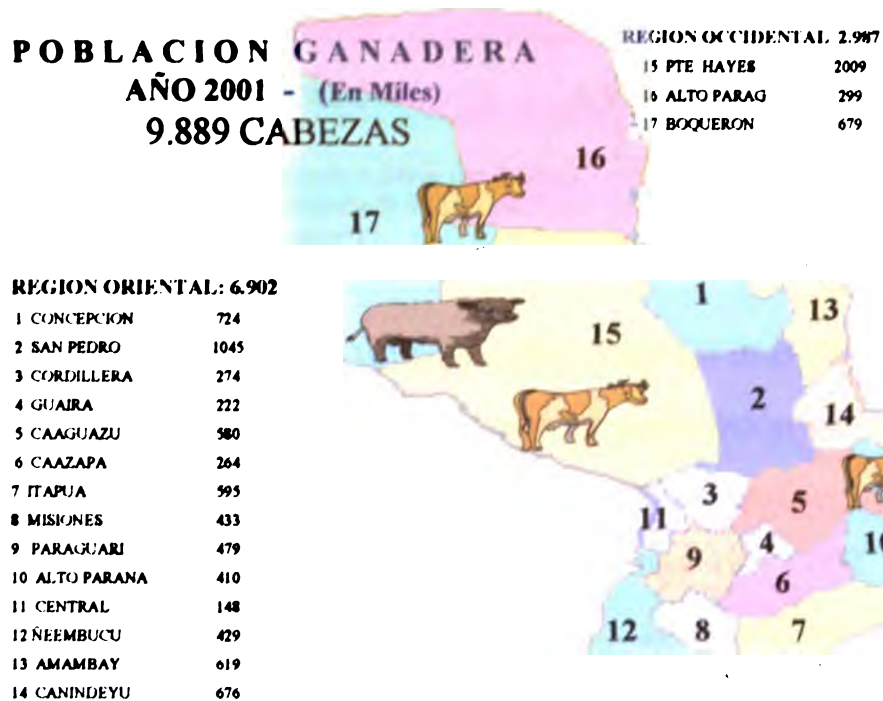 POBLACION GANADERA
AÑO 2001 - (En Miles)
9.889 CABEZAS
REGION OCCIDENTAL 2.987
15 PTE HAYES 2009
16 ALTO PARAG 299
17 BOQUERON 679
16
17
REGION ORIENTAL: 6.902
1 CONCEPCION 724
2 SAN PEDRO 1045
3 CORDILLERA 274
4 GUAIRA 222
5 CAAGUAZU 580
6 CAAZAPA 264
7 ITAPUA 595
8 MISIONES 433
9 PARAGUARI 479
10 ALTO PARANA 410
11 CENTRAL 148
12 ÑEEMBUCU 429
13 AMAMBAY 619
14 CANINDEYU 676
1
13
15
2
14
3
5
11
4
10
9
6
12
8
7